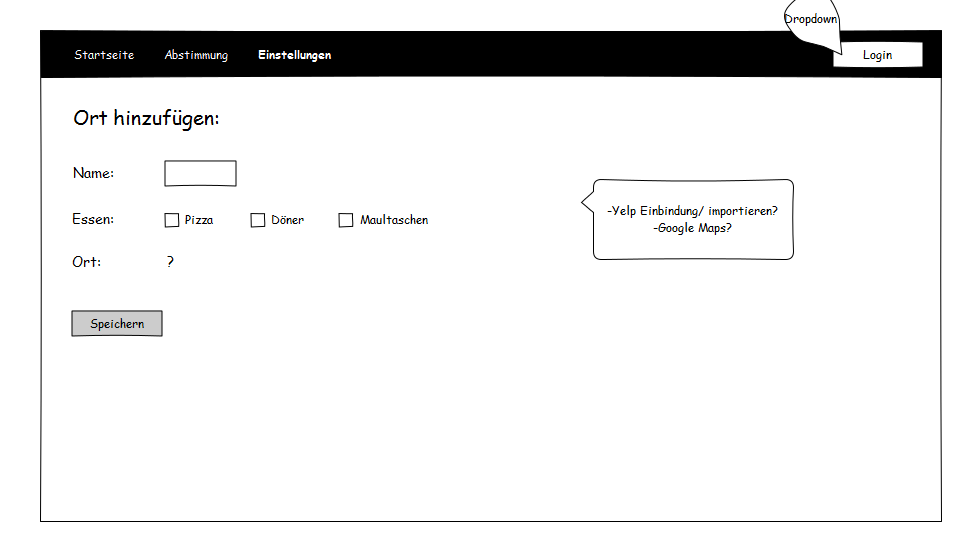 Dropdown
Startseite Abstimmung Einstellungen Login
Ort hinzufügen:
Name:
Essen: Pizza Döner Maultaschen
-Yelp Einbindung/ importieren?
-Google Maps?
Ort: ?
Speichern